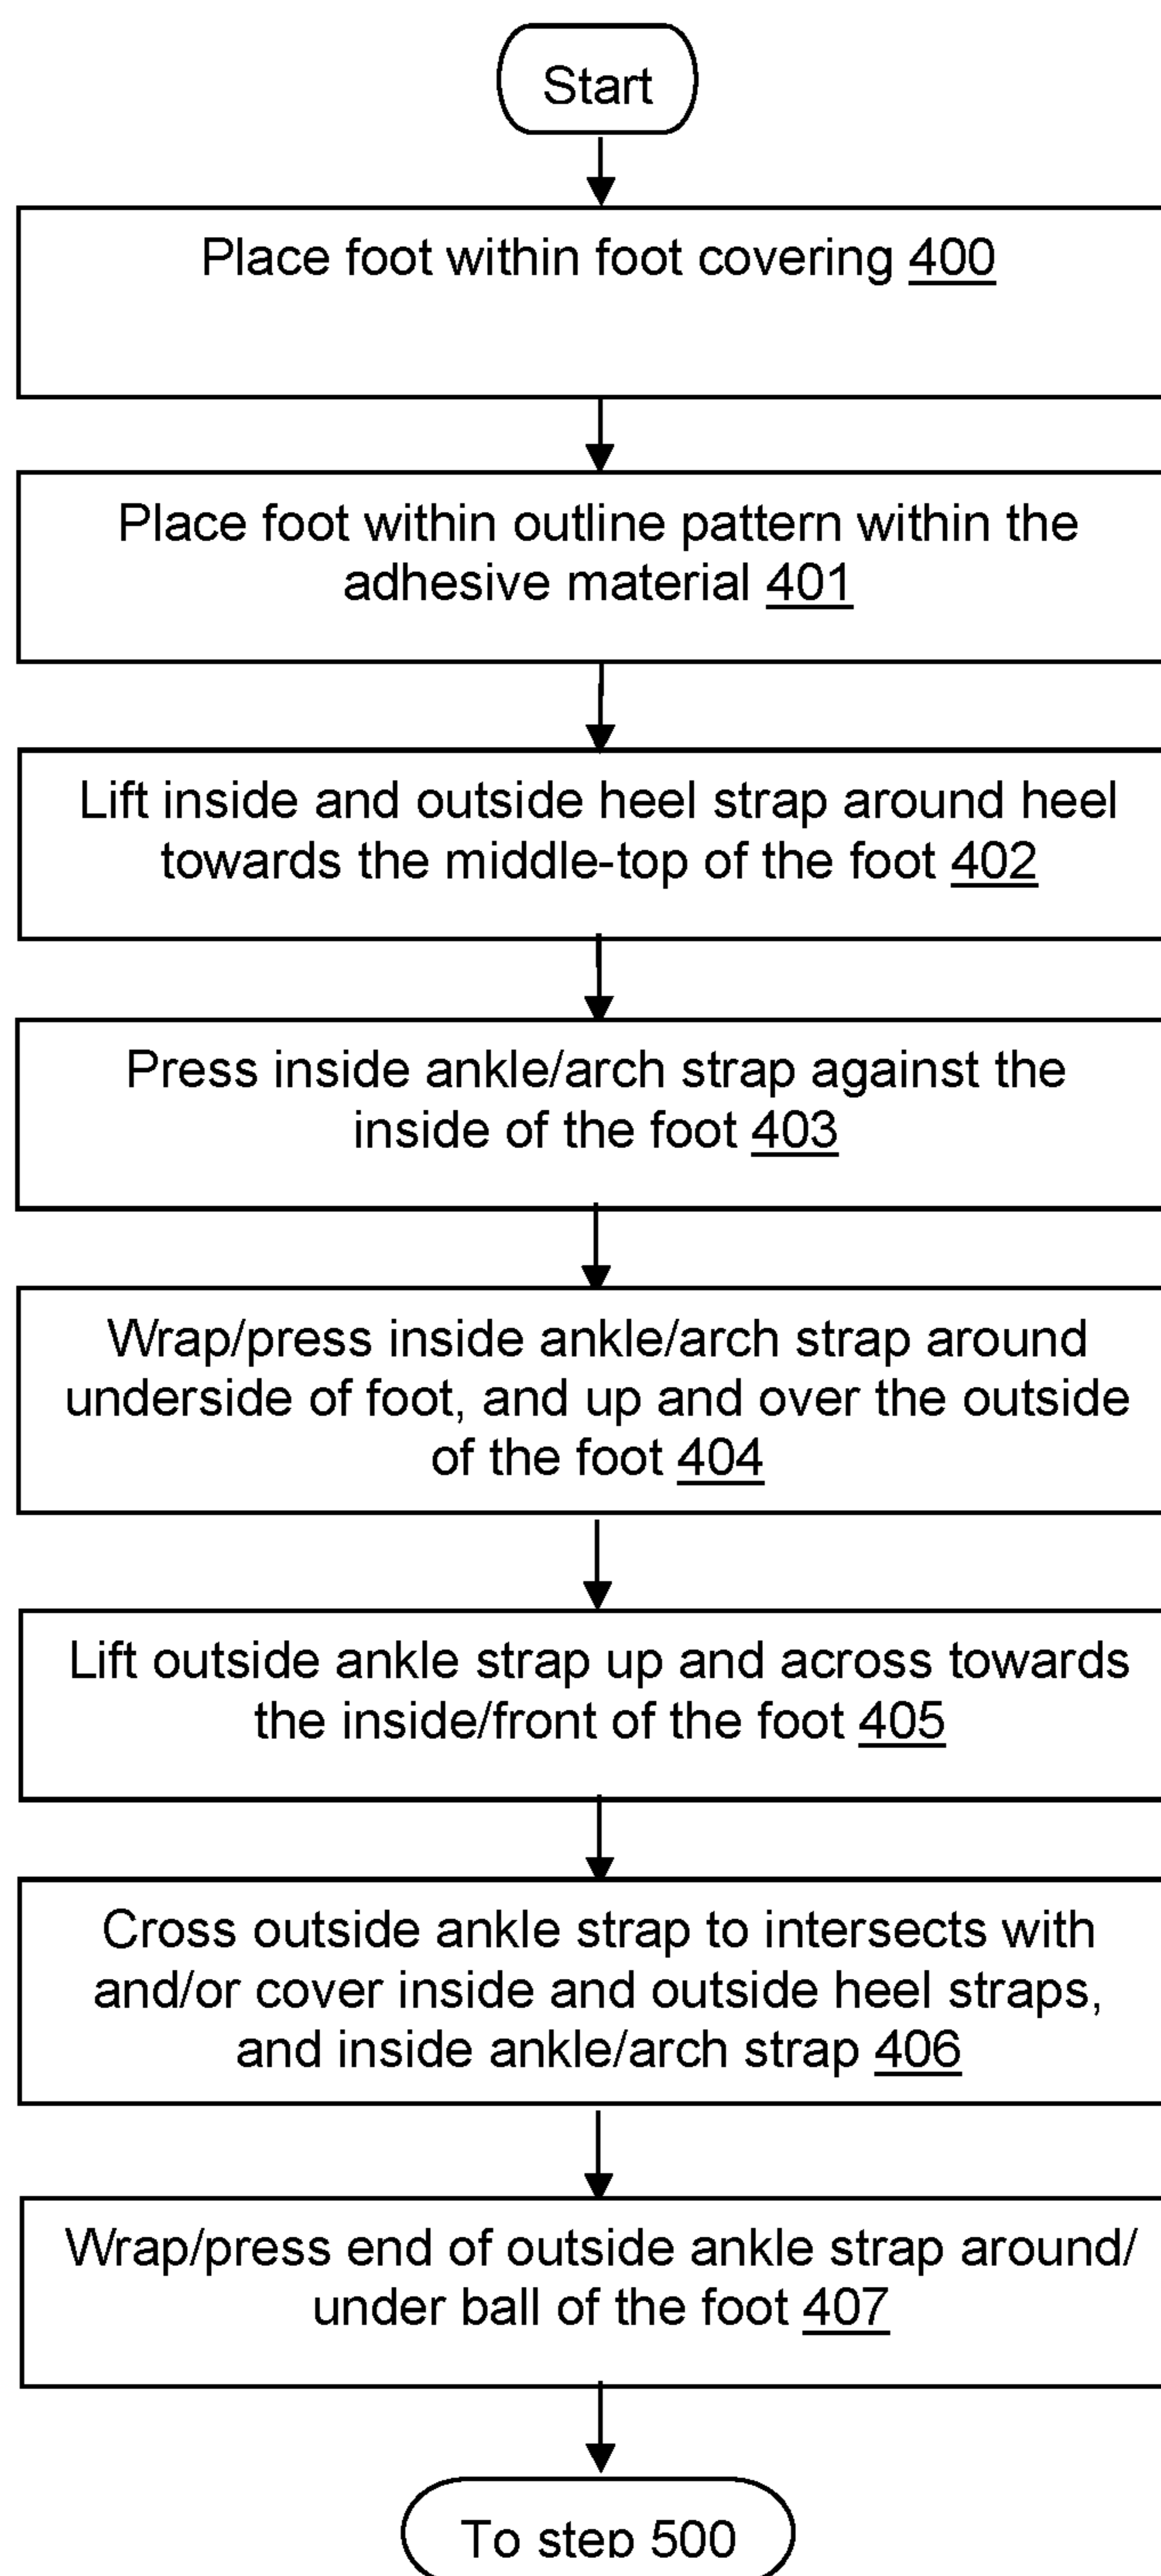 Start
Place foot within foot covering 400
Place foot within outline pattern within the
adhesive material 401
Lift inside and outside heel strap around heel
towards the middle-top of the foot 402
Press inside ankle/arch strap against the
inside of the foot 403
Wrap/press inside ankle/arch strap around
underside of foot, and up and over the outside
of the foot 404
Lift outside ankle strap up and across towards
the inside/front of the foot 405
Cross outside ankle strap to intersects with
and/or cover inside and outside heel straps,
and inside ankle/arch strap 406
Wrap/press end of outside ankle strap around/
under ball of the foot 407
To step 500